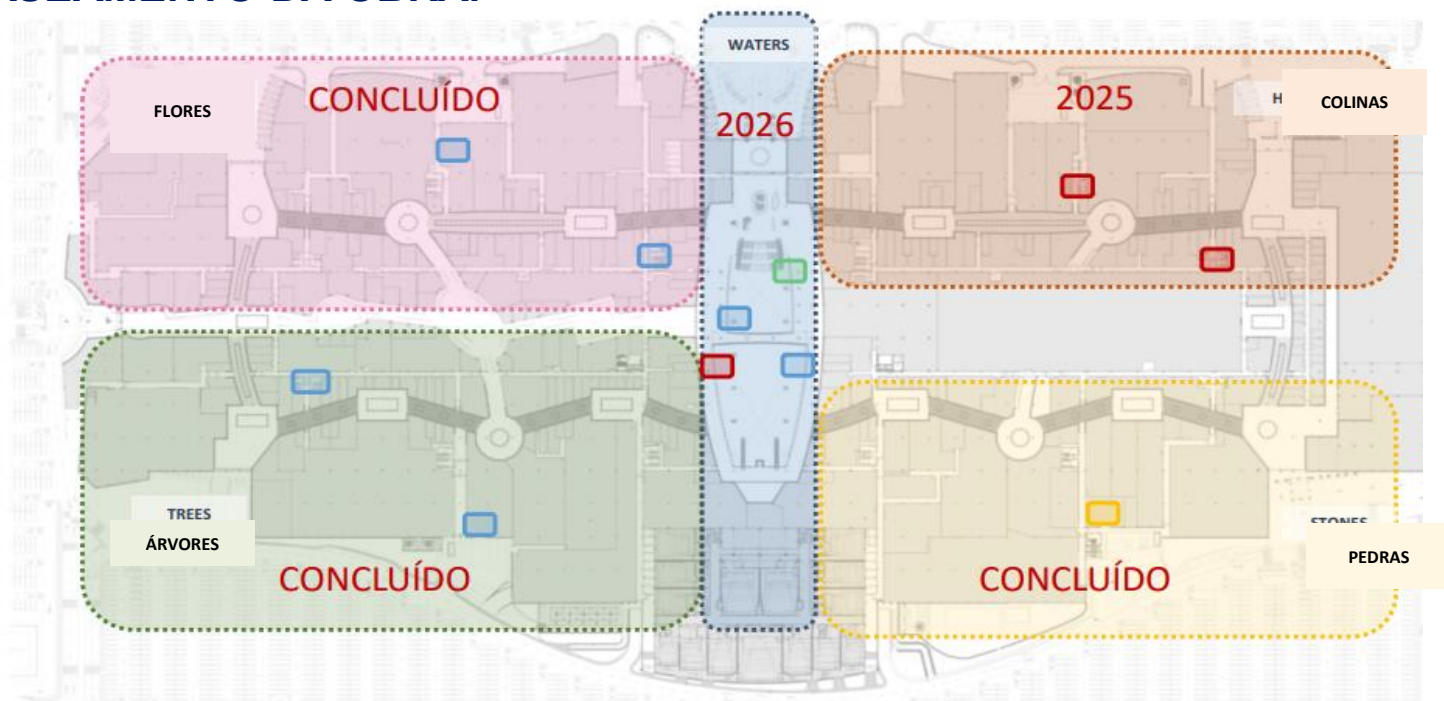 WATERS
FLORES
CONCLUÍDO
2026
2025
COLINAS
TREES
ÁRVORES
CONCLUÍDO
STONES
PEDRAS
CONCLUÍDO